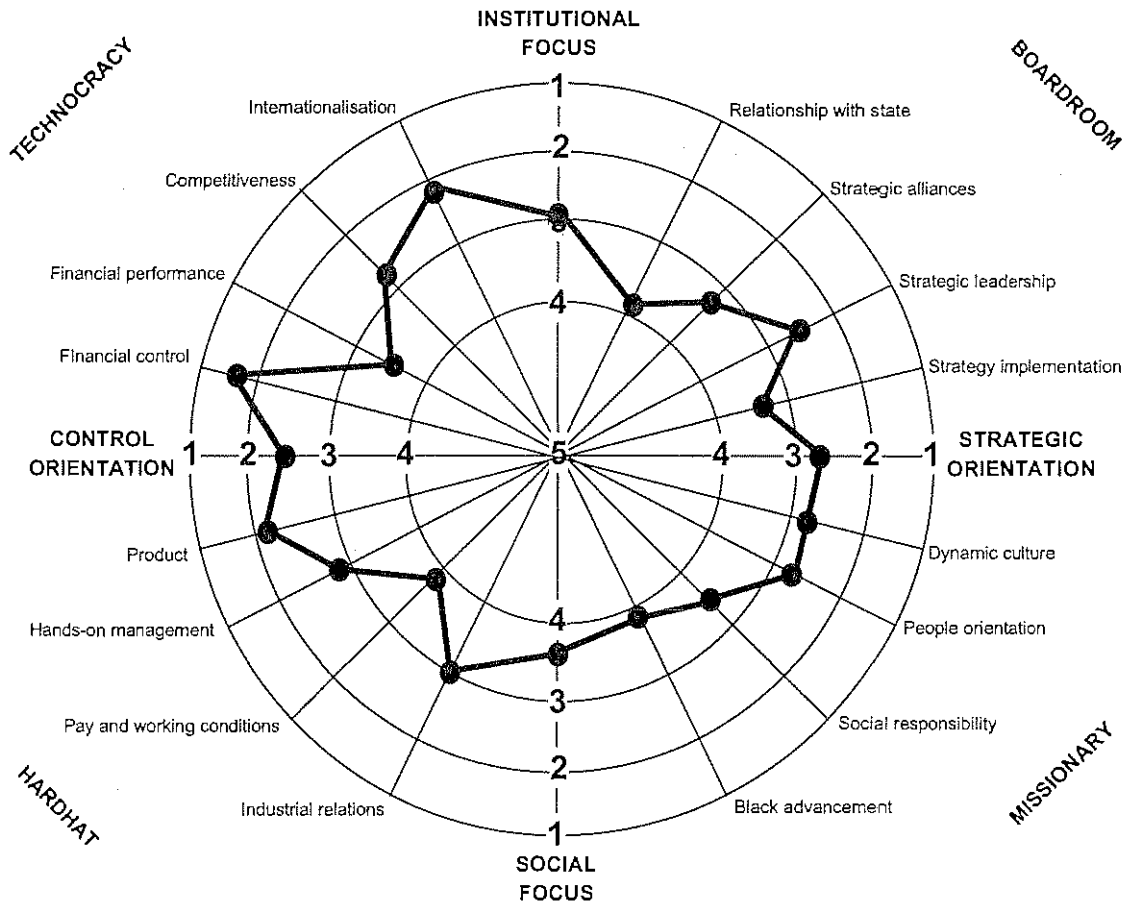 INSTITUTIONAL
FOCUS
TECHNOCRACY
BOARDROOM
1
Internationalisation
Relationship with state
2
Competitiveness
Strategic alliances
3
Financial performance
Strategic leadership
4
Financial control
Strategy implementation
CONTROL
ORIENTATION
1 2 3 4 5 4 3 2 1
STRATEGIC
ORIENTATION
Product
Dynamic culture
4
Hands-on management
People orientation
3
Pay and working conditions
Social responsibility
2
HARDHAT
MISSIONARY
Industrial relations
Black advancement
1
SOCIAL
FOCUS